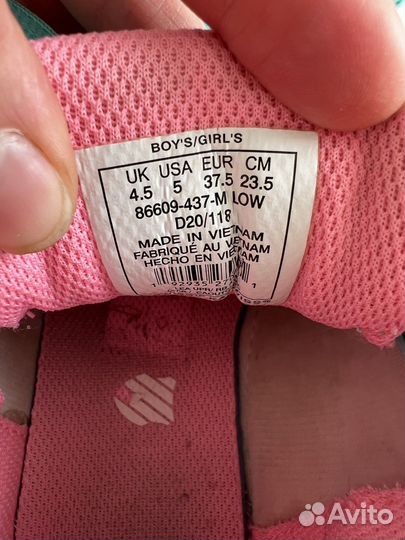 BOY'S/GIRL'S
UK USA EUR CM
4.5 5 37.5 23.5
86609-437-M LOW
D20/118
MADE IN VIETNAM
FABRIQUÉ AU VIETNAM
HECHO EN VIETNAM
Avito